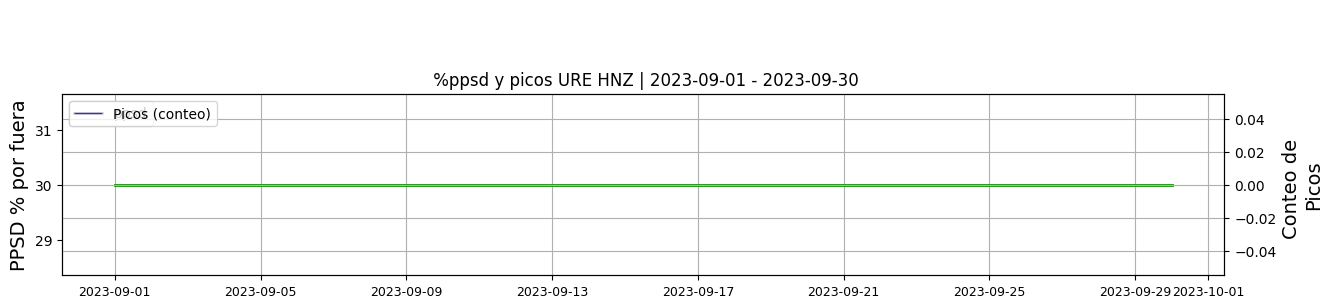 %ppsd y picos URE HNZ | 2023-09-01 - 2023-09-30
Picos (conteo)
PPSD % por fuera
31
30
29
0.04
0.02
0.00
−0.02
−0.04
Conteo de
Picos
2023-09-01 2023-09-05 2023-09-09 2023-09-13 2023-09-17 2023-09-21 2023-09-25 2023-09-29 2023-10-01